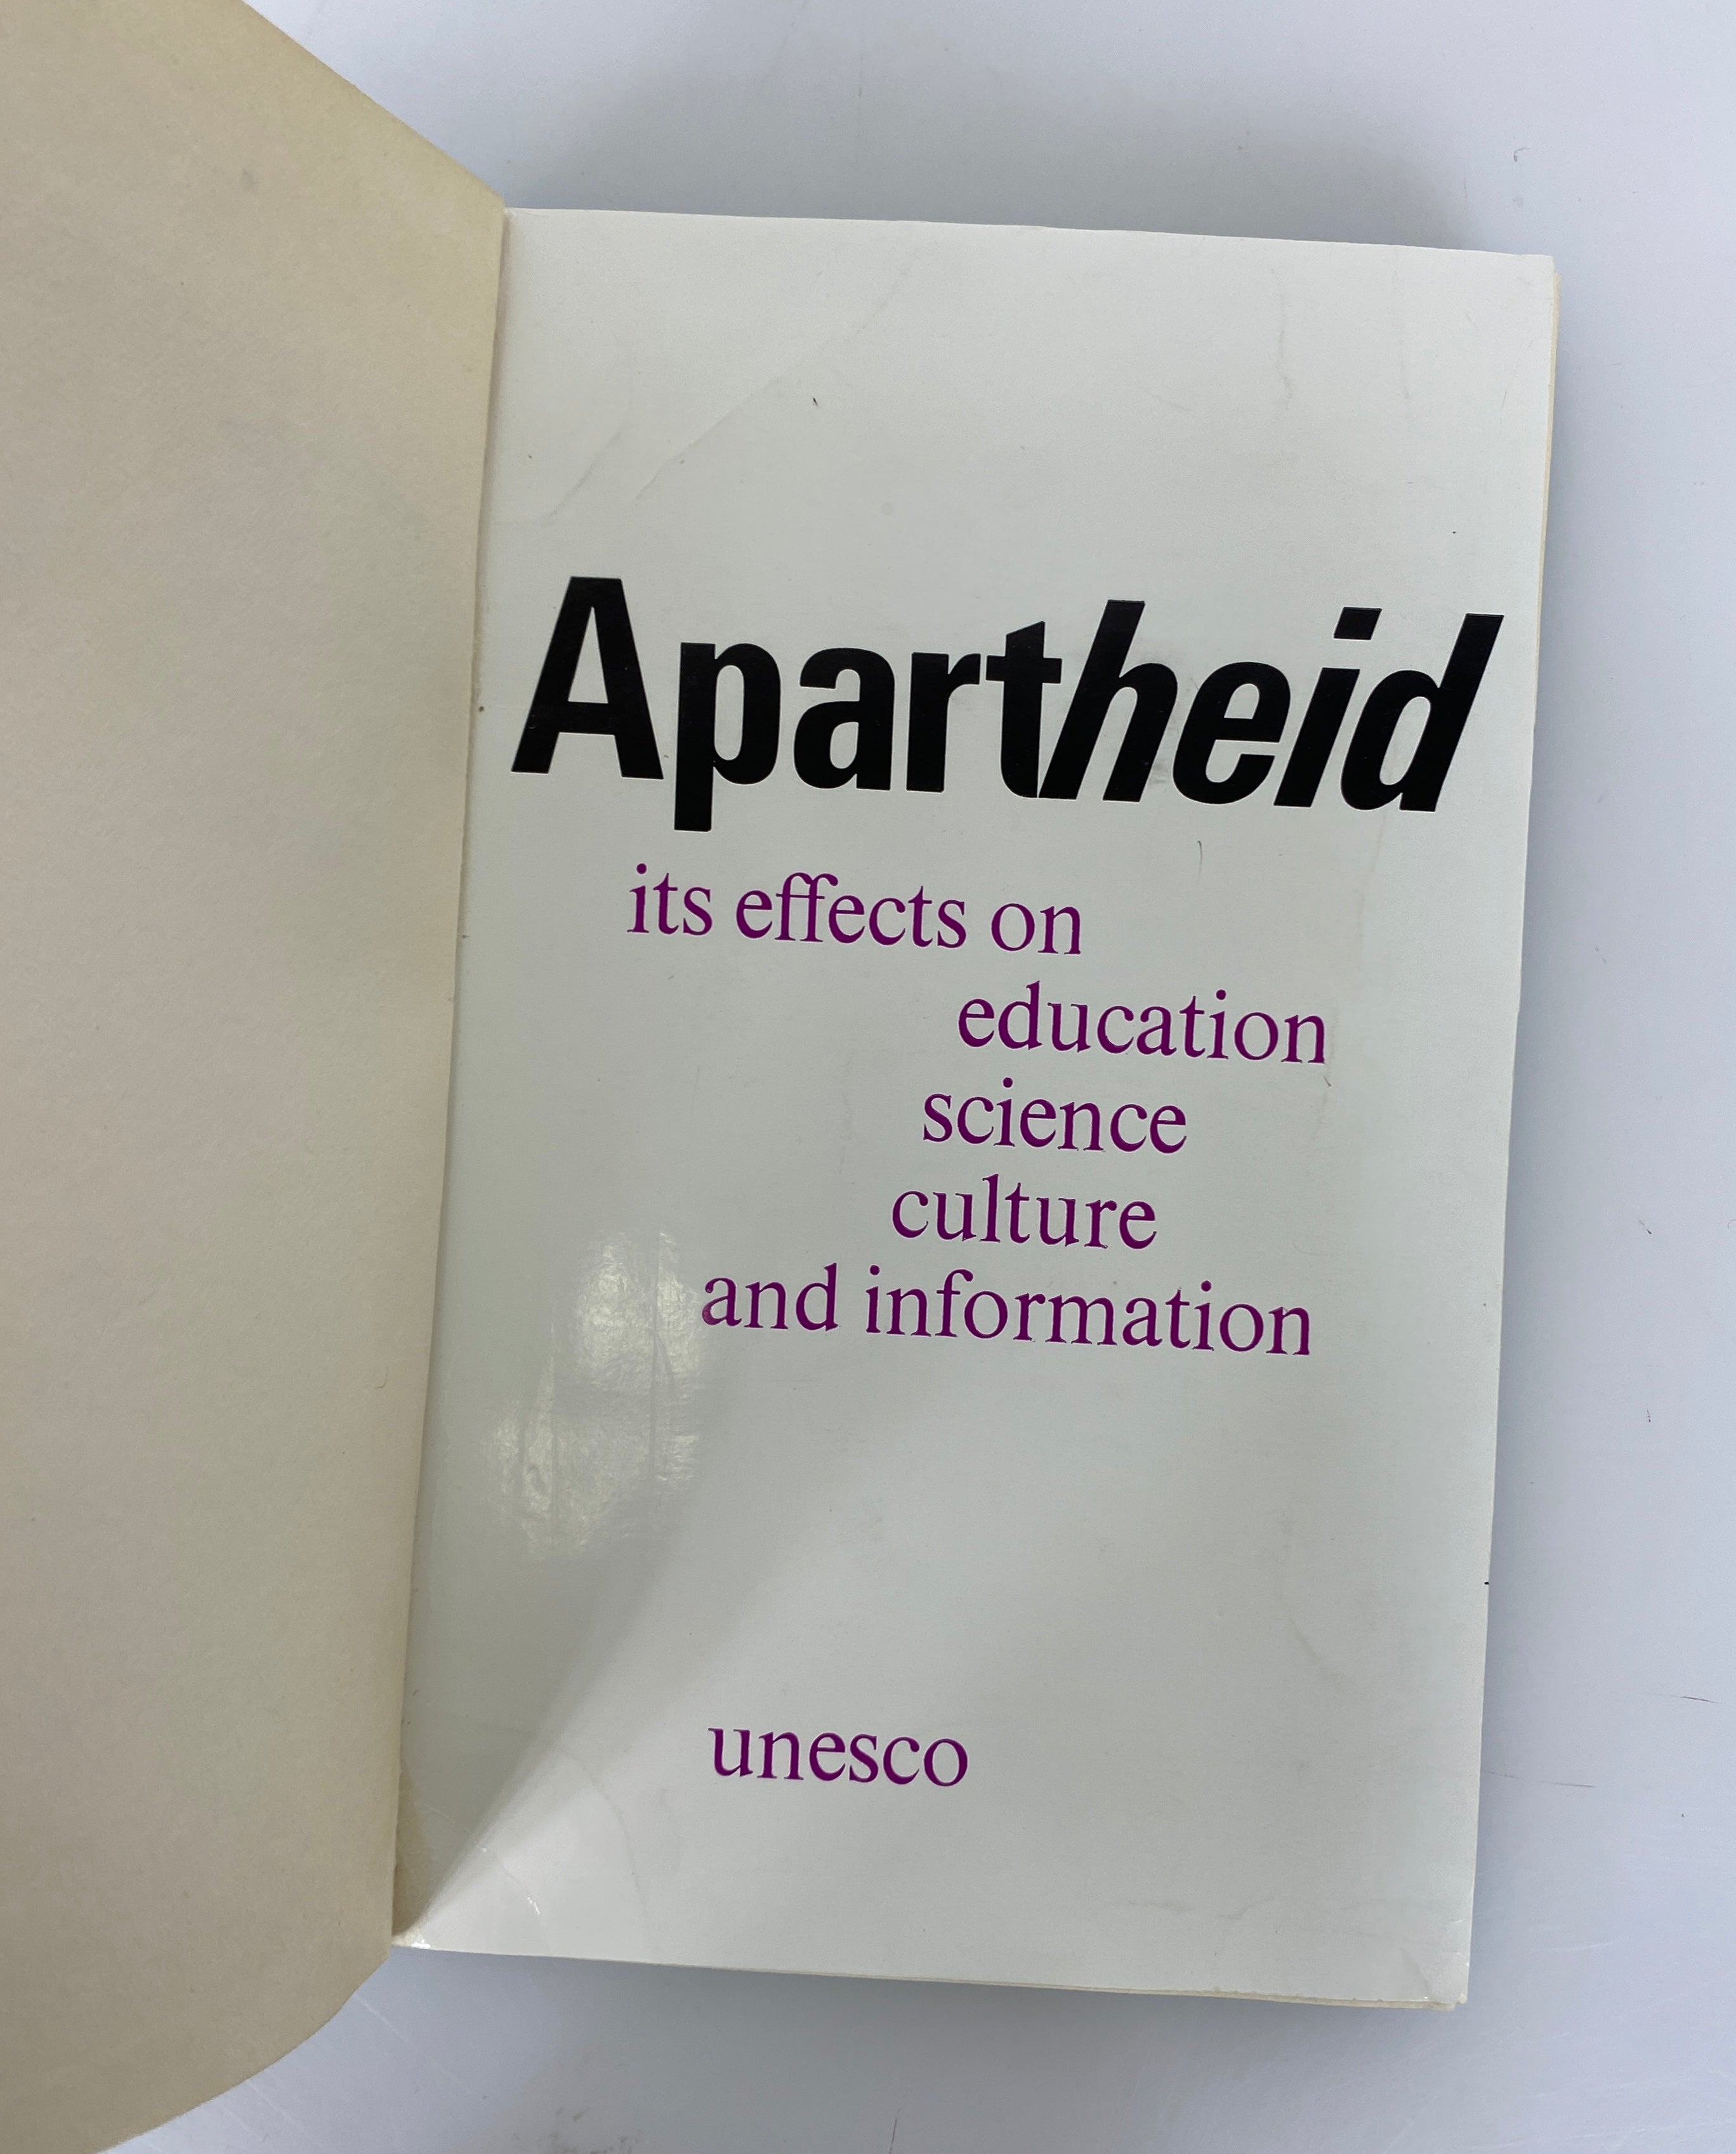 Apartheid
its effects on
education
science
culture
and information
unesco